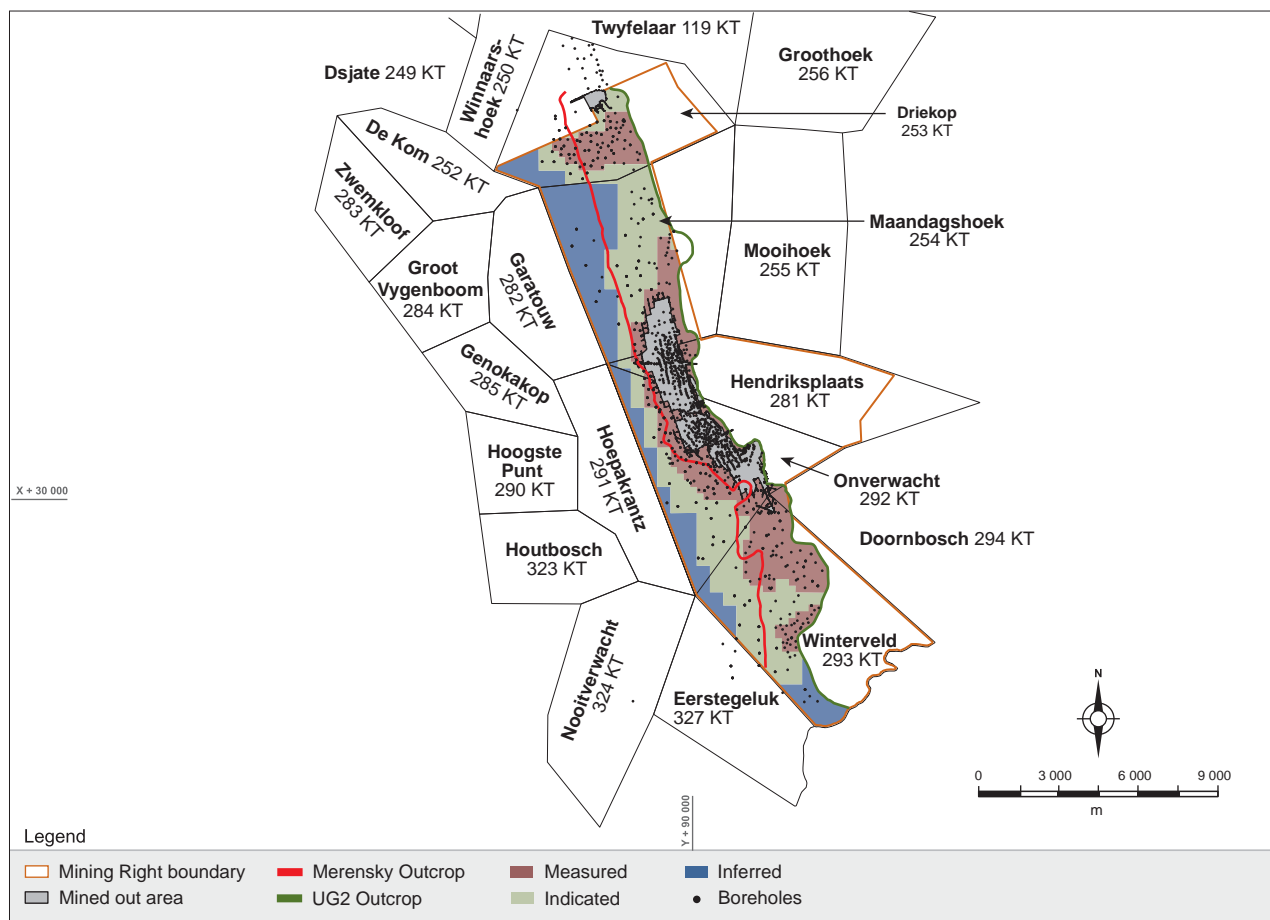 Twyfelaar 119 KT
Groothoek
256 KT
Dsjate 249 KT
Winnaars-
hoek 250 KT
Driekop
253 KT
De Kom 252 KT
Zwemkloof
283 KT
Maandagshoek
254 KT
Mooihoek
255 KT
Groot
Vygenboom
284 KT
Garatouw
282 KT
Genokakop
285 KT
Hendriksplaats
281 KT
Hoogste
Punt
290 KT
Hoepakrantz
291 KT
Onverwacht
292 KT
X + 30 000
Doornbosch 294 KT
Houtbosch
323 KT
Winterveld
293 KT
Nooitverwacht
324 KT
Eerstegeluk
327 KT
N
0 3 000 6 000 9 000
m
Y + 90 000
Legend
Mining Right boundary
Merensky Outcrop
Measured
Inferred
Mined out area
UG2 Outcrop
Indicated
Boreholes